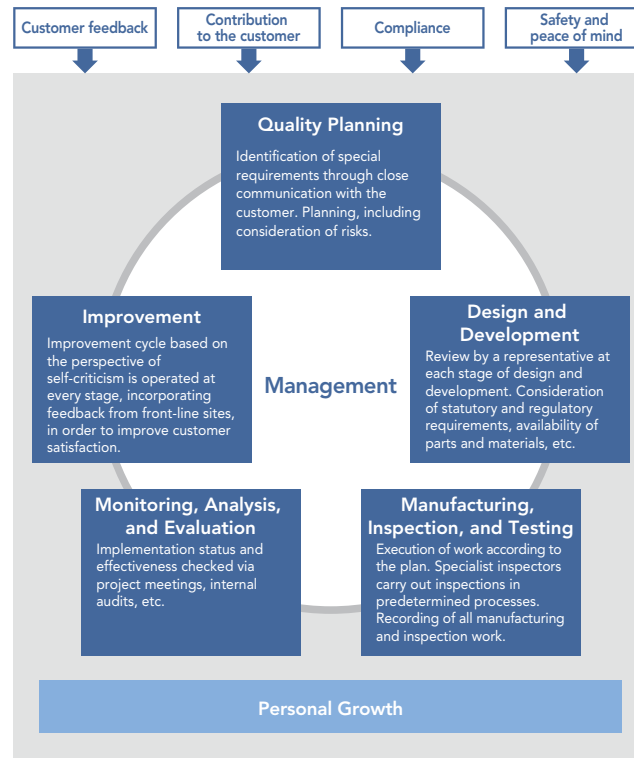 Customer feedback
Contribution
to the customer
Compliance
Safety and
peace of mind
Quality Planning
Identification of special
requirements through close
communication with the
customer. Planning, including
consideration of risks.
Improvement
Improvement cycle based on
the perspective of
self-criticism is operated at
every stage, incorporating
feedback from front-line sites,
in order to improve customer
satisfaction.
Management
Design and
Development
Review by a representative at
each stage of design and
development. Consideration
of statutory and regulatory
requirements, availability of
parts and materials, etc.
Monitoring, Analysis,
and Evaluation
Implementation status and
effectiveness checked via
project meetings, internal
audits, etc.
Manufacturing,
Inspection, and Testing
Execution of work according to
the plan. Specialist inspectors
carry out inspections in
predetermined processes.
Recording of all manufacturing
and inspection work.
Personal Growth